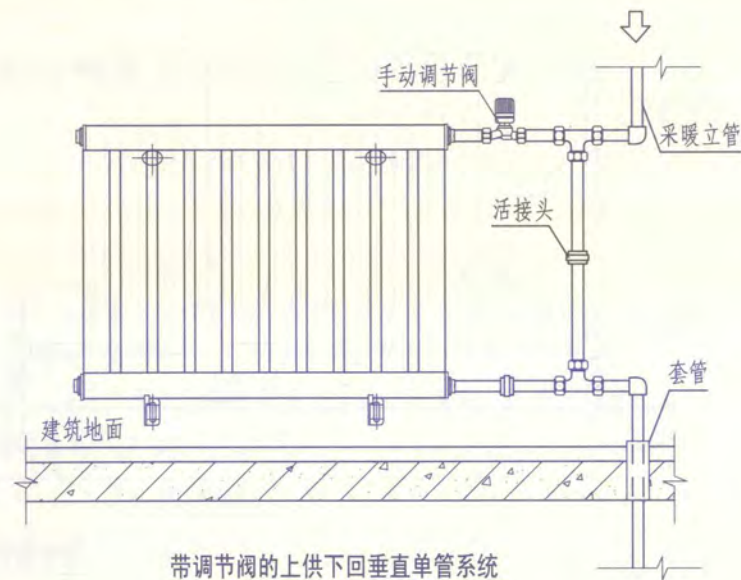 手动调节阀
采暖立管
活接头
套管
建筑地面
带调节阀的上供下回垂直单管系统